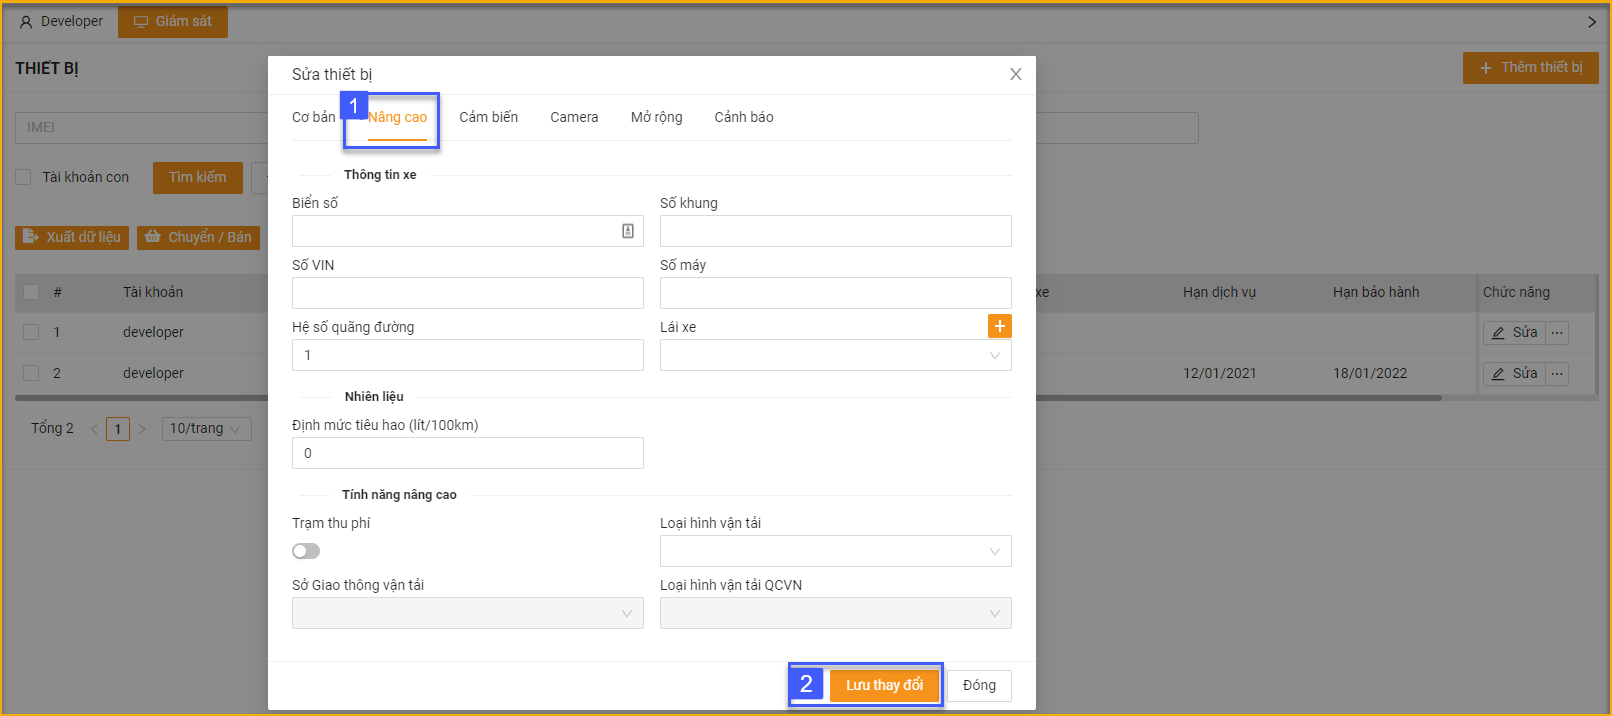 Developer Giám sát
THIẾT BỊ
Thêm thiết bị
IMEI
Tài khoản con Tìm kiếm
Xuất dữ liệu Chuyển / Bán
# Tài khoản xe Hạn dịch vụ Hạn bảo hành Chức năng
1 developer Sửa ...
2 developer 12/01/2021 18/01/2022 Sửa ...
Tổng 2 < 1 > 10/trang
Sửa thiết bị
1
Cơ bản Nâng cao Cảm biến Camera Mở rộng Cảnh báo
Thông tin xe
Biển số Số khung
Số VIN Số máy
Hệ số quãng đường Lái xe +
1
Nhiên liệu
Định mức tiêu hao (lít/100km)
0
Tính năng nâng cao
Trạm thu phí Loại hình vận tải
Sở Giao thông vận tải Loại hình vận tải QCVN
2 Lưu thay đổi Đóng